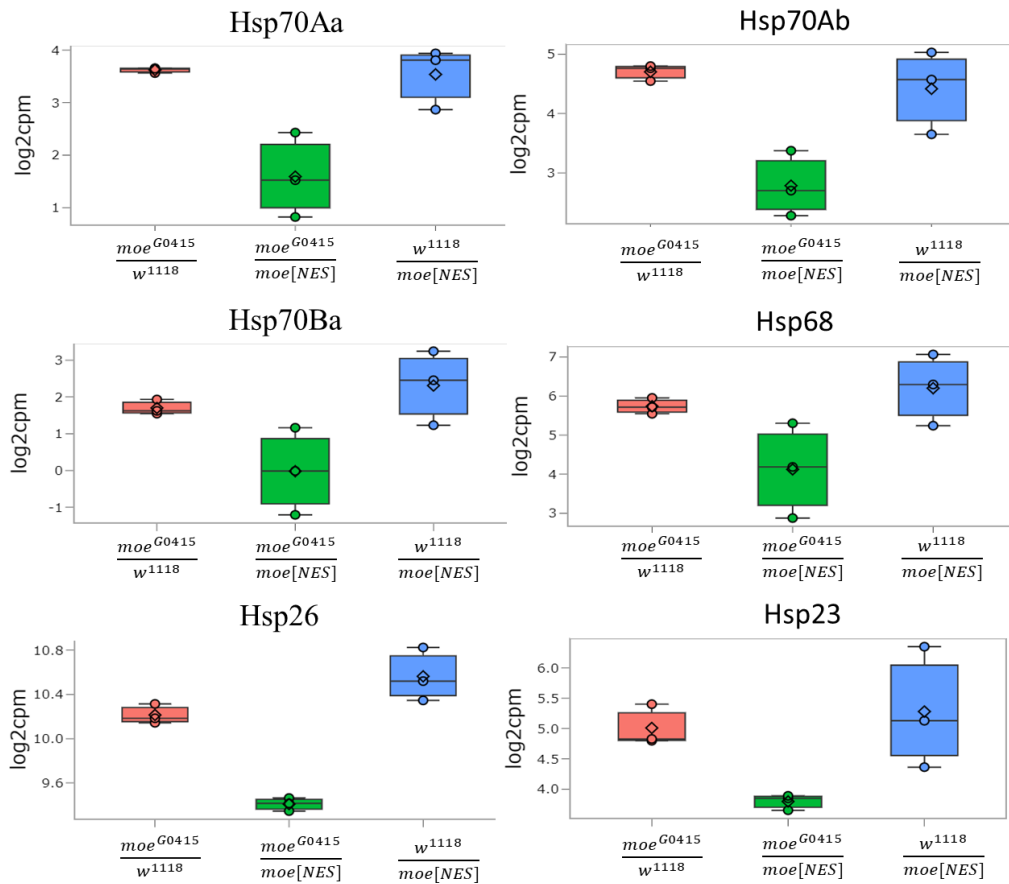 Hsp70Aa Hsp70Ab
log2cpm
4
3
2
1
moe^G0415 / w^1118 moe^G0415 / moe[NES] w^1118 / moe[NES]
log2cpm
5
4
3
moe^G0415 / w^1118 moe^G0415 / moe[NES] w^1118 / moe[NES]
Hsp70Ba Hsp68
log2cpm
3
2
1
0
-1
moe^G0415 / w^1118 moe^G0415 / moe[NES] w^1118 / moe[NES]
log2cpm
7
6
5
4
3
moe^G0415 / w^1118 moe^G0415 / moe[NES] w^1118 / moe[NES]
Hsp26 Hsp23
log2cpm
10.8
10.4
10.0
9.6
moe^G0415 / w^1118 moe^G0415 / moe[NES] w^1118 / moe[NES]
log2cpm
6.0
5.5
5.0
4.5
4.0
moe^G0415 / w^1118 moe^G0415 / moe[NES] w^1118 / moe[NES]